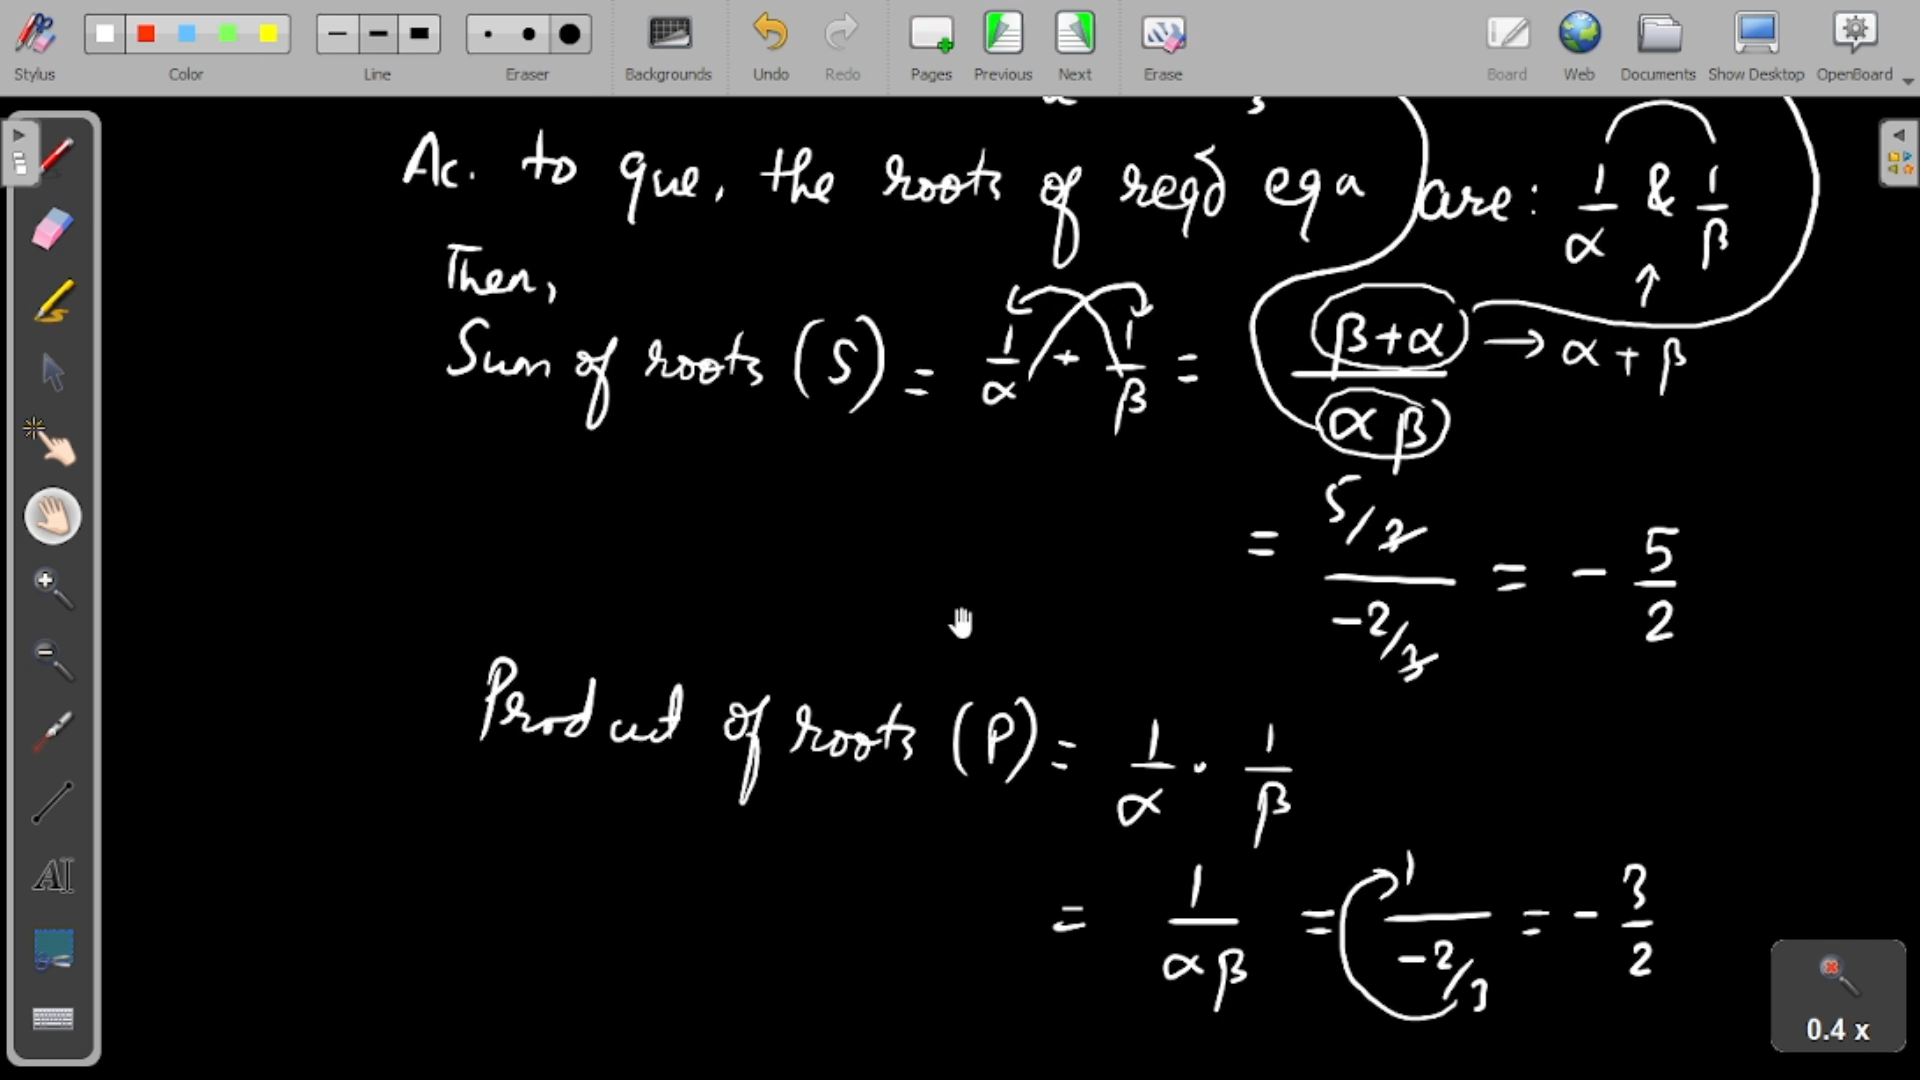 Stylus Color Line Eraser Backgrounds Undo Redo Pages Previous Next Erase Board Web Documents Show Desktop OpenBoard
Ac. to que, the roots of reqd eqn are: 1/α & 1/β
Then,
Sum of roots (S) = 1/α + 1/β = (β+α)/(αβ) → α + β
= (5/3)/(-2/3) = - 5/2
Product of roots (P) = 1/α · 1/β
= 1/(αβ) = 1/(-2/3) = - 3/2
0.4 x